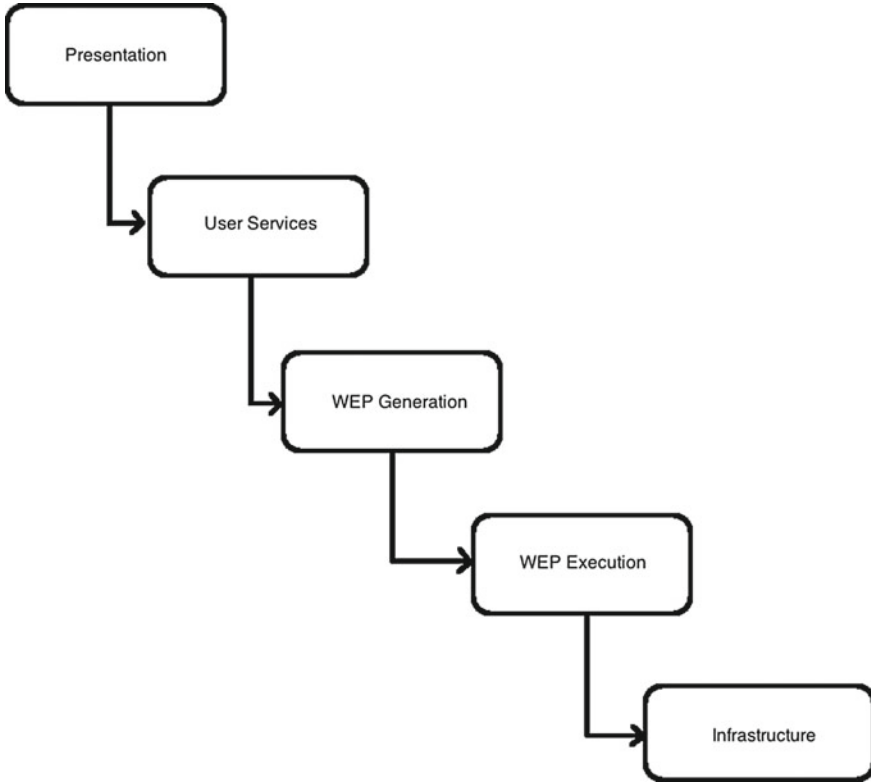 Presentation
User Services
WEP Generation
WEP Execution
Infrastructure